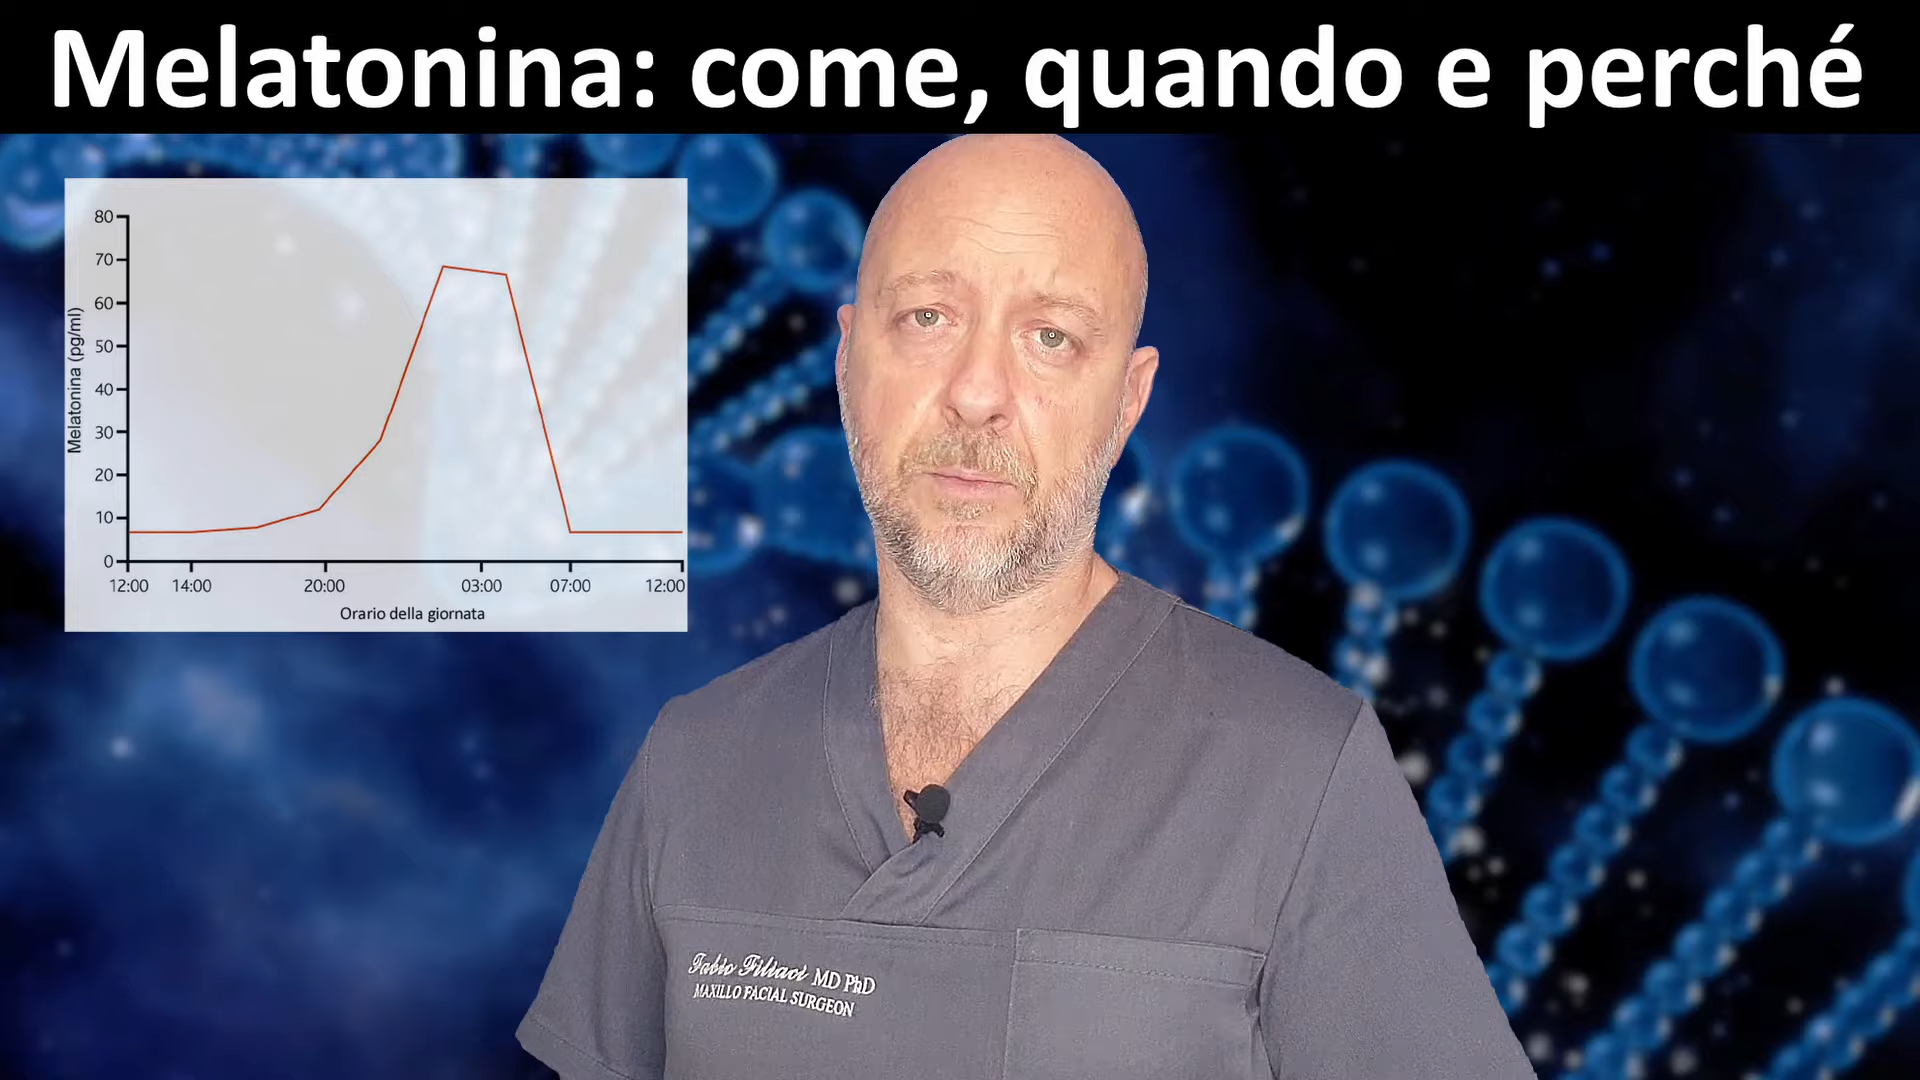 Melatonina: come, quando e perché
80
70
60
50
40
30
20
10
0
Melatonina (pg/ml)
12:00 14:00 20:00 03:00 07:00 12:00
Orario della giornata
Fabio Filiaci MD PhD
MAXILLO FACIAL SURGEON